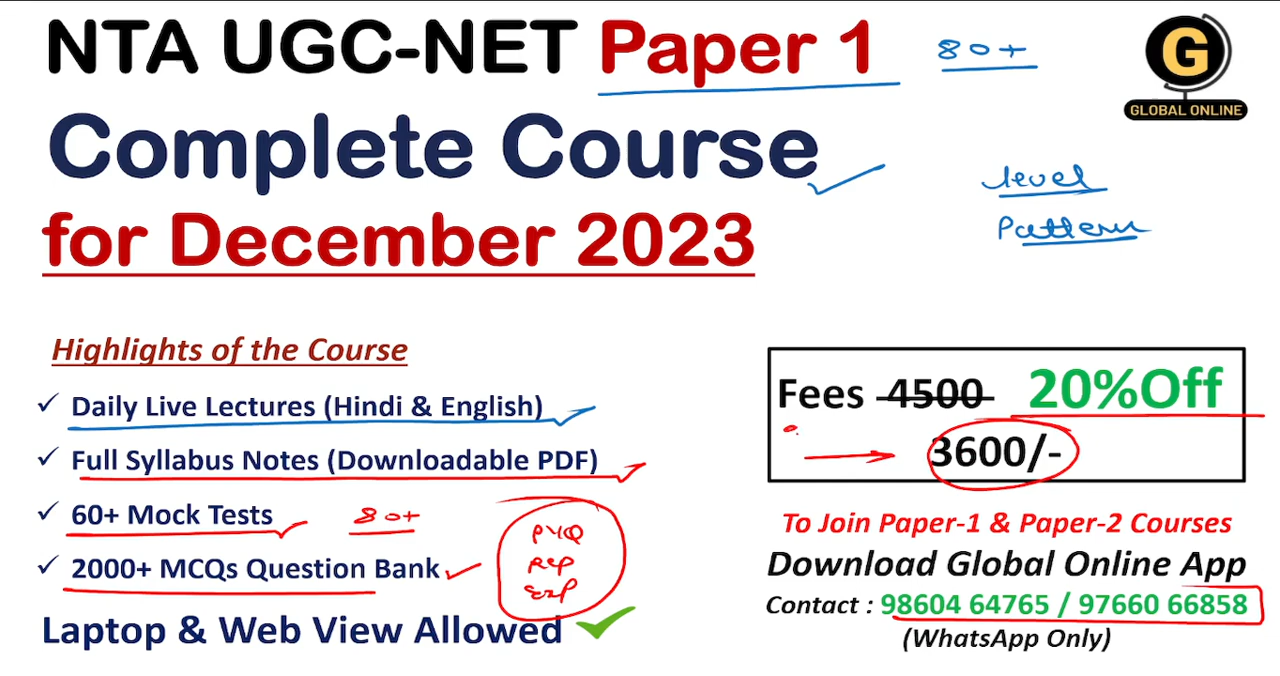 NTA UGC-NET Paper 1
80+
G
GLOBAL ONLINE
Complete Course
level
Pattern
for December 2023
Highlights of the Course
✓ Daily Live Lectures (Hindi & English)
✓ Full Syllabus Notes (Downloadable PDF)
✓ 60+ Mock Tests
80+
✓ 2000+ MCQs Question Bank
PYQ
Rep
Exp
Laptop & Web View Allowed
Fees 4500 20%Off
3600/-
To Join Paper-1 & Paper-2 Courses
Download Global Online App
Contact : 98604 64765 / 97660 66858
(WhatsApp Only)